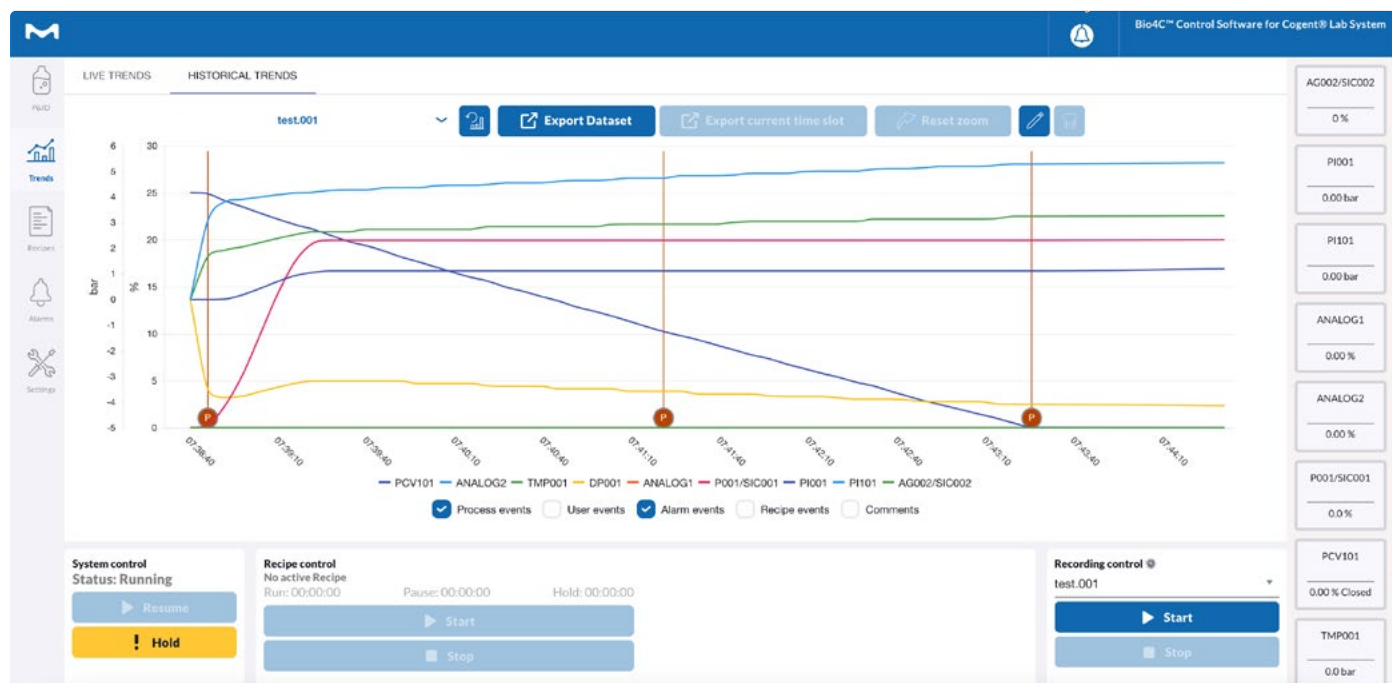 Bio4C™ Control Software for Cogent® Lab System
LIVE TRENDS HISTORICAL TRENDS
test.001
Export Dataset
Export current time slot
Reset zoom
P&ID
Trends
Recipes
Alarms
Settings
bar
6
5
4
3
2
1
0
-1
-2
-3
-4
-5
%
30
25
20
15
10
5
0
P P P
07:38:40 07:39:10 07:39:40 07:40:10 07:40:40 07:41:10 07:41:40 07:42:10 07:42:40 07:43:10 07:43:40 07:44:10
PCV101 ANALOG2 TMP001 DP001 ANALOG1 P001/SIC001 PI001 PI101 AG002/SIC002
Process events User events Alarm events Recipe events Comments
System control
Status: Running
Resume
! Hold
Recipe control
No active Recipe
Run: 00:00:00 Pause: 00:00:00 Hold: 00:00:00
Start
Stop
Recording control
test.001
Start
Stop
AG002/SIC002
0 %
PI001
0.00 bar
PI101
0.00 bar
ANALOG1
0.00 %
ANALOG2
0.00 %
P001/SIC001
0.0 %
PCV101
0.00 % Closed
TMP001
0.0 bar